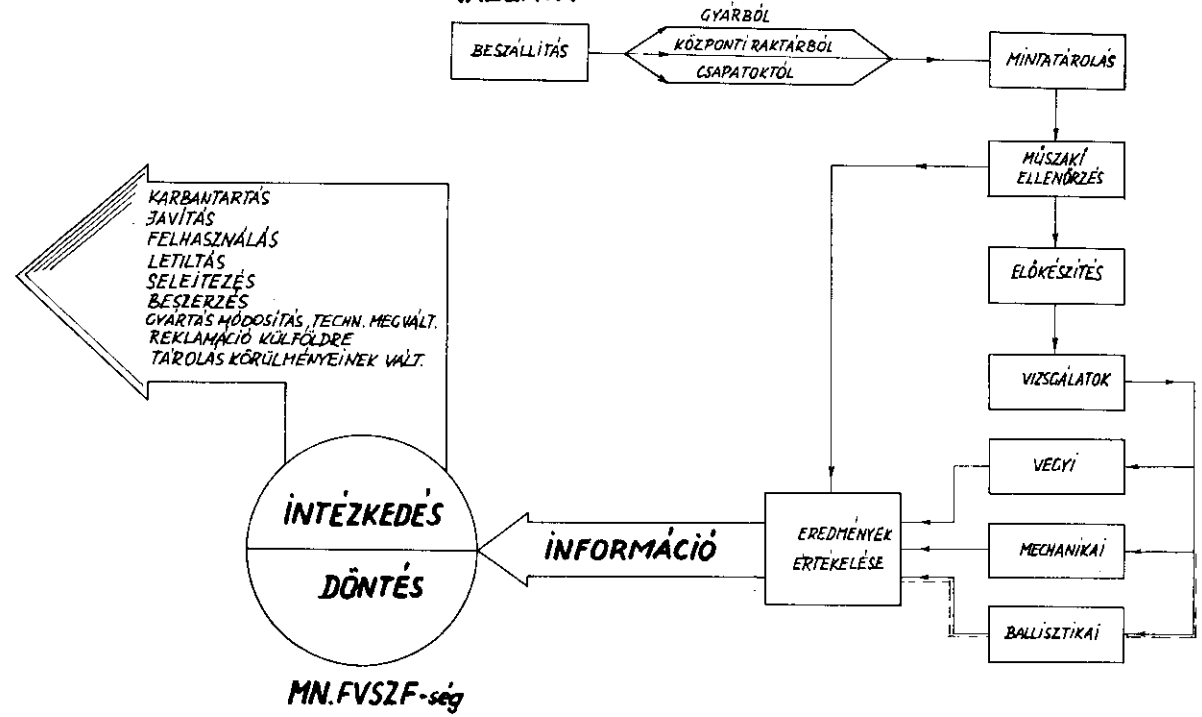 GYÁRBÓL
BESZÁLLÍTÁS
KÖZPONTI RAKTÁRBÓL
CSAPATOKTÓL
MINTATÁROLÁS
MŰSZAKI
ELLENŐRZÉS
ELŐKÉSZÍTÉS
VIZSGÁLATOK
VEGYI
MECHANIKAI
BALLISZTIKAI
EREDMÉNYEK
ÉRTÉKELÉSE
INFORMÁCIÓ
INTÉZKEDÉS
DÖNTÉS
MN.FVSZF-ség
KARBANTARTÁS
JAVÍTÁS
FELHASZNÁLÁS
LETILTÁS
SELEJTEZÉS
BESZERZÉS
GYÁRTÁS MÓDOSÍTÁS, TECHN. MEGVÁLT.
REKLAMÁCIÓ KÜLFÖLDRE
TÁROLÁS KÖRÜLMÉNYEINEK VÁLT.